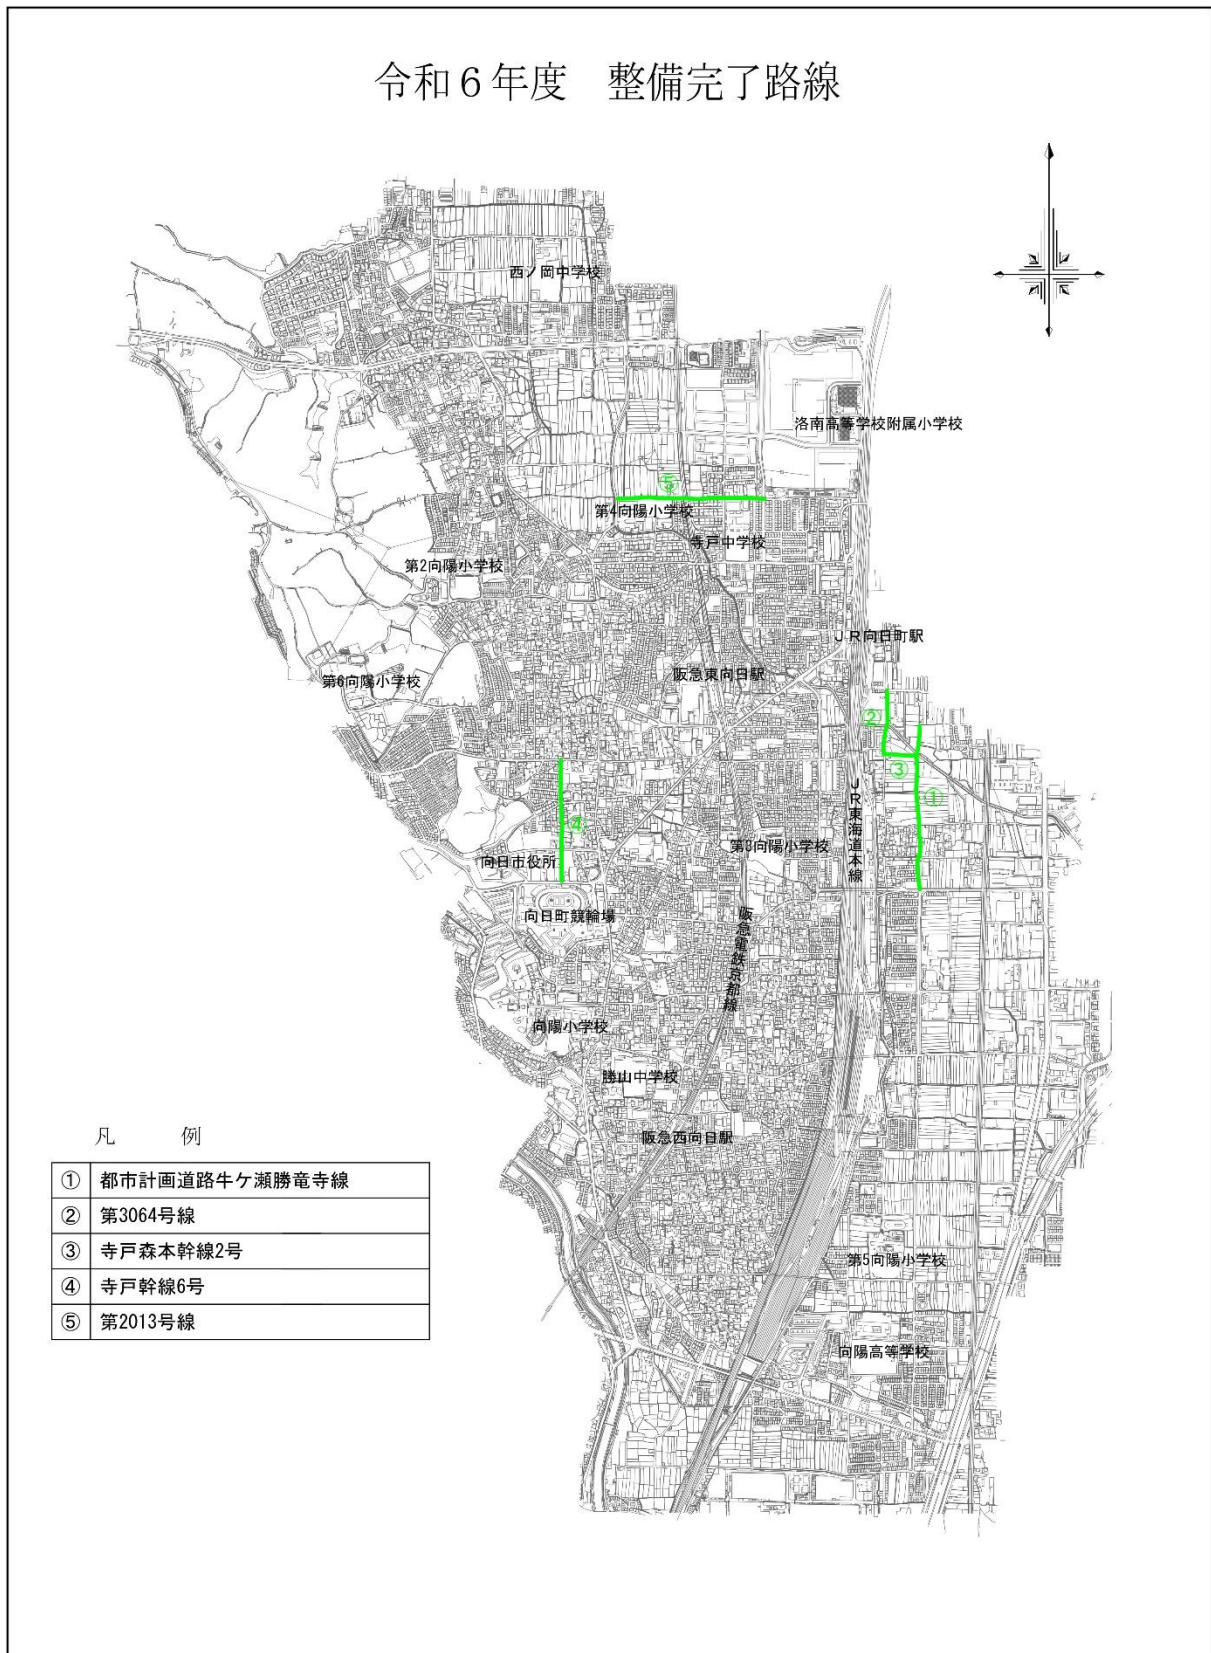 令和６年度　整備完了路線
西ノ岡中学校
洛南高等学校附属小学校
⑤
第4向陽小学校
寺戸中学校
第2向陽小学校
ＪＲ向日町駅
阪急東向日駅
第6向陽小学校
②
③
①
ＪＲ東海道本線
④
第3向陽小学校
向日市役所
向日町競輪場
阪急電鉄京都線
向陽小学校
勝山中学校
阪急西向日駅
第5向陽小学校
向陽高等学校
凡　例
① 都市計画道路牛ケ瀬勝竜寺線
② 第3064号線
③ 寺戸森本幹線2号
④ 寺戸幹線6号
⑤ 第2013号線